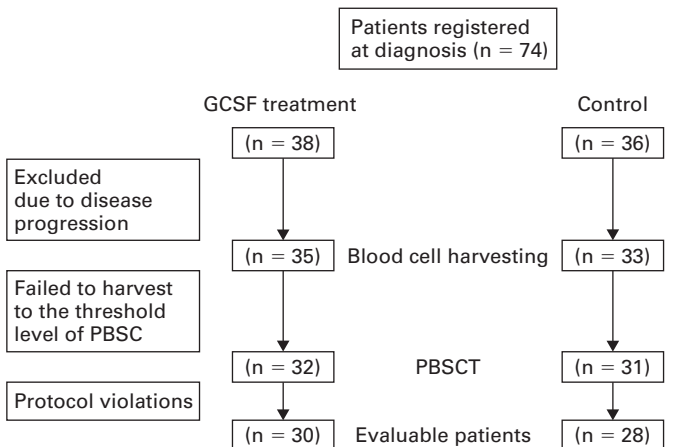 Patients registered
at diagnosis (n = 74)
GCSF treatment
Control
(n = 38)
(n = 36)
Excluded
due to disease
progression
(n = 35)
Blood cell harvesting
(n = 33)
Failed to harvest
to the threshold
level of PBSC
(n = 32)
PBSCT
(n = 31)
Protocol violations
(n = 30)
Evaluable patients
(n = 28)